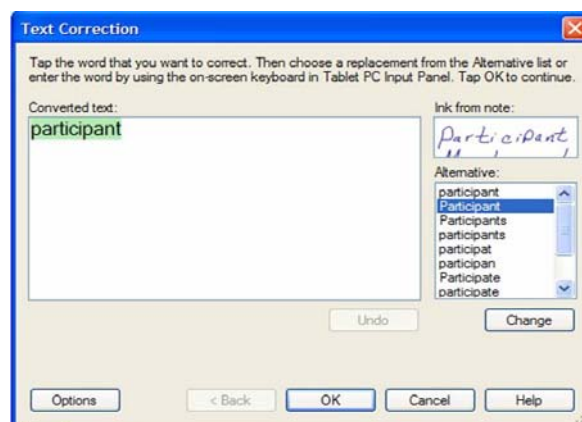 Text Correction
Tap the word that you want to correct. Then choose a replacement from the Alternative list or
enter the word by using the on-screen keyboard in Tablet PC Input Panel. Tap OK to continue.
Converted text:
participant
Ink from note:
Participant
Alternative:
participant
Participant
Participants
participants
participat
participan
Participate
participate
Undo
Change
Options
< Back
OK
Cancel
Help